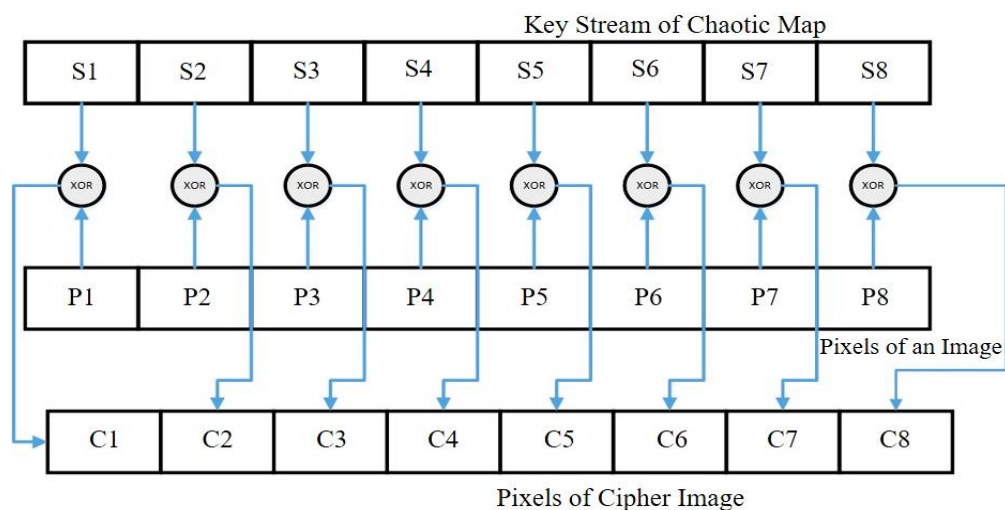 Key Stream of Chaotic Map
S1 S2 S3 S4 S5 S6 S7 S8
XOR XOR XOR XOR XOR XOR XOR XOR
P1 P2 P3 P4 P5 P6 P7 P8
Pixels of an Image
C1 C2 C3 C4 C5 C6 C7 C8
Pixels of Cipher Image